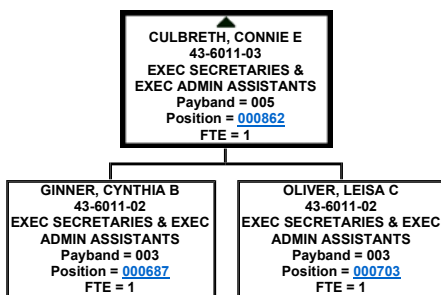 CULBRETH, CONNIE E
43-6011-03
EXEC SECRETARIES &
EXEC ADMIN ASSISTANTS
Payband = 005
Position = 000862
FTE = 1
GINNER, CYNTHIA B
43-6011-02
EXEC SECRETARIES & EXEC
ADMIN ASSISTANTS
Payband = 003
Position = 000687
FTE = 1
OLIVER, LEISA C
43-6011-02
EXEC SECRETARIES & EXEC
ADMIN ASSISTANTS
Payband = 003
Position = 000703
FTE = 1